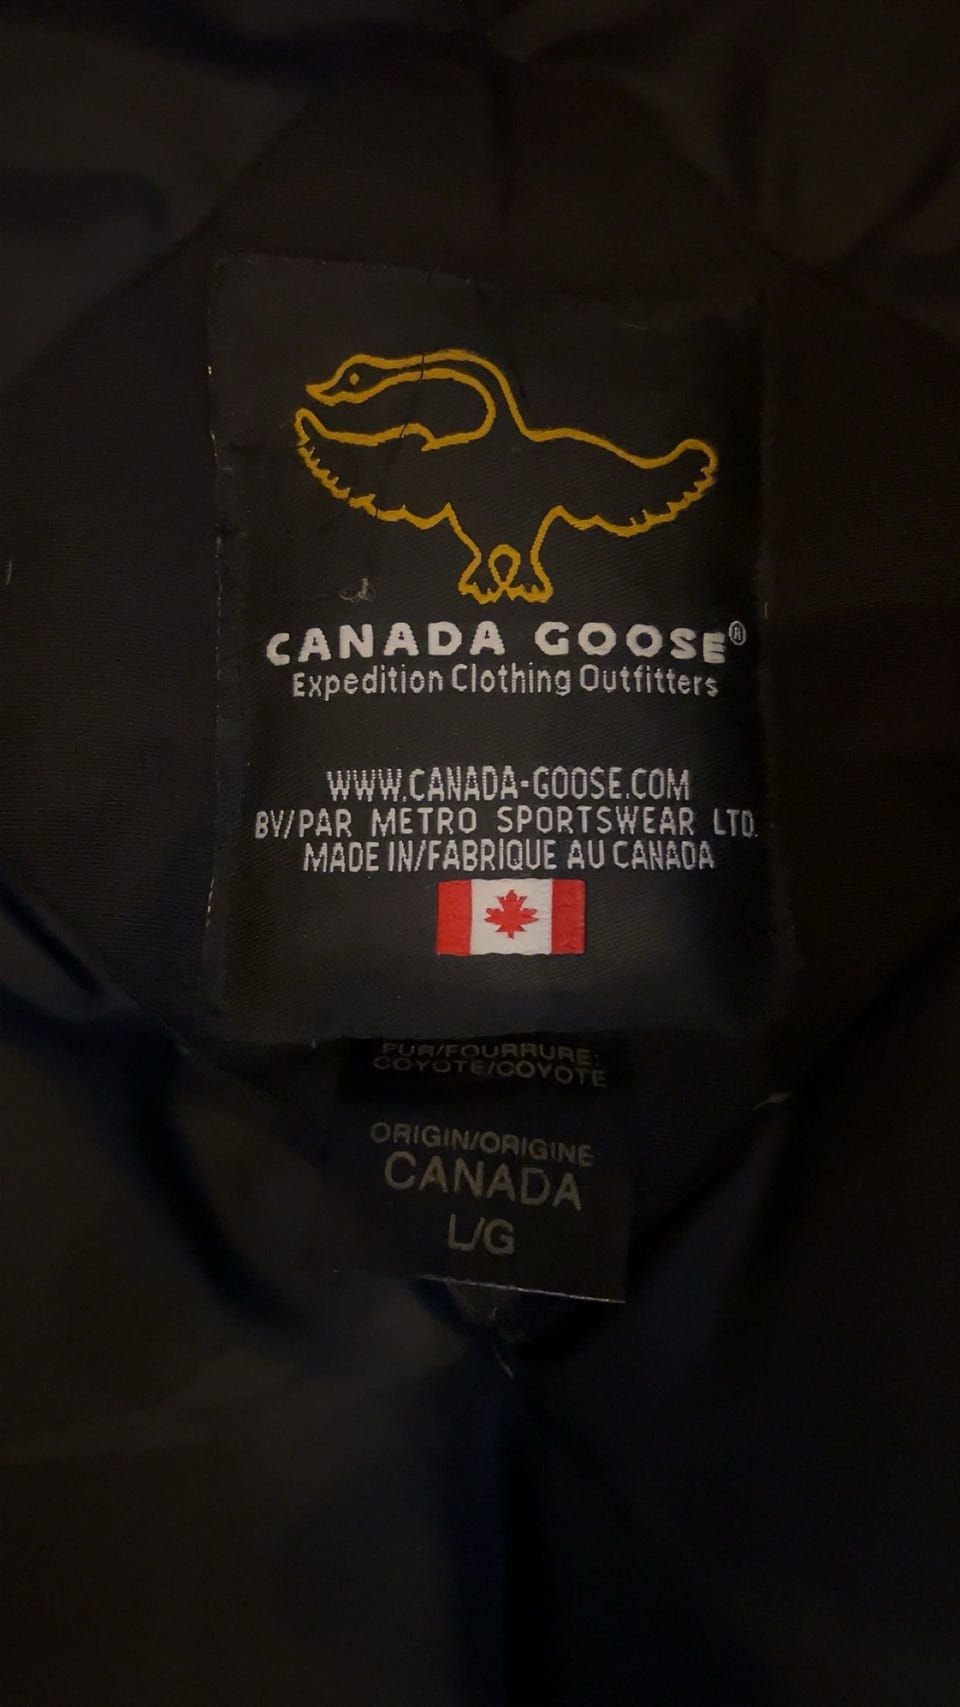 CANADA GOOSE®
Expedition Clothing Outfitters
WWW.CANADA-GOOSE.COM
BY/PAR METRO SPORTSWEAR LTD.
MADE IN/FABRIQUE AU CANADA
FUR/FOURRURE:
COYOTE/COYOTE
ORIGIN/ORIGINE:
CANADA
L/G